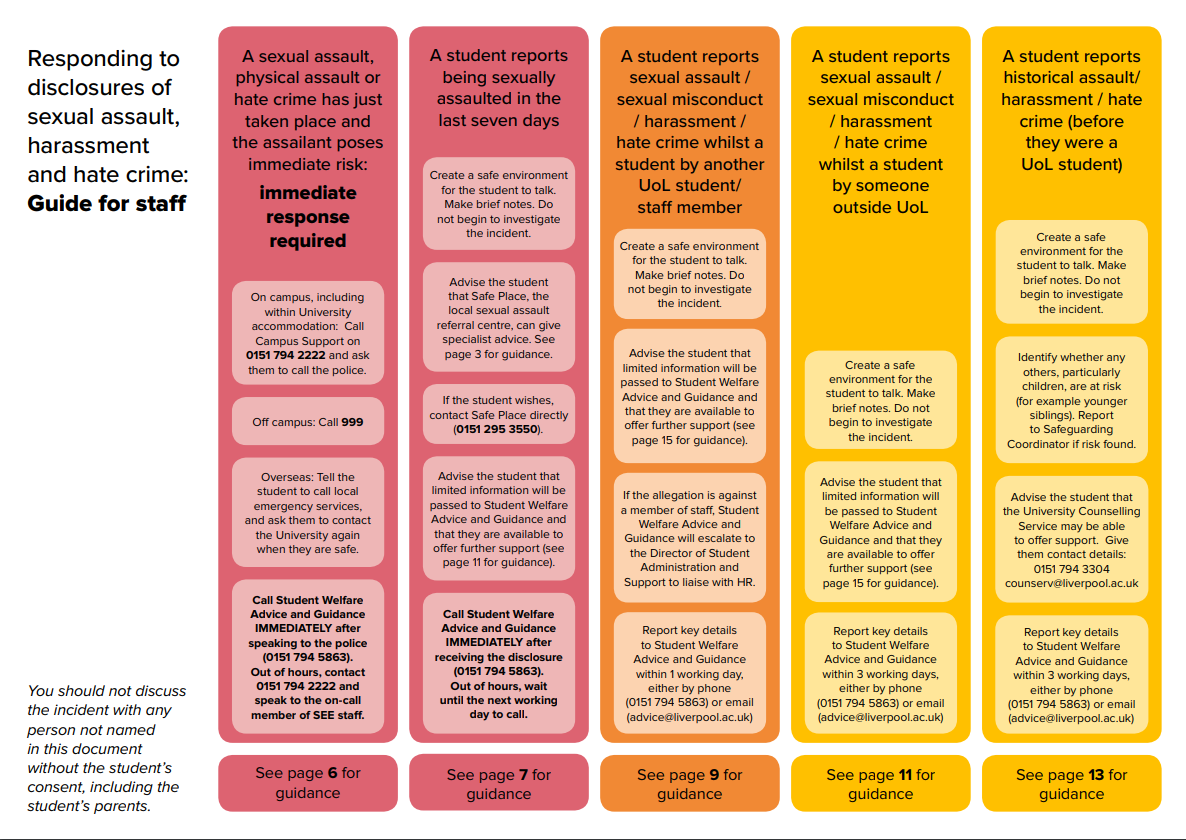 Responding to
disclosures of
sexual assault,
harassment
and hate crime:
Guide for staff
You should not discuss
the incident with any
person not named
in this document
without the student's
consent, including the
student's parents.
A sexual assault,
physical assault or
hate crime has just
taken place and
the assailant poses
immediate risk:
immediate
response
required
On campus, including
within University
accommodation:  Call
Campus Support on
0151 794 2222 and ask
them to call the police.
Off campus: Call 999
Overseas: Tell the
student to call local
emergency services,
and ask them to contact
the University again
when they are safe.
Call Student Welfare
Advice and Guidance
IMMEDIATELY after
speaking to the police
(0151 794 5863).
Out of hours, contact
0151 794 2222 and
speak to the on-call
member of SEE staff.
See page 6 for
guidance
A student reports
being sexually
assaulted in the
last seven days
Create a safe environment
for the student to talk.
Make brief notes. Do
not begin to investigate
the incident.
Advise the student
that Safe Place, the
local sexual assault
referral centre, can give
specialist advice. See
page 3 for guidance.
If the student wishes,
contact Safe Place directly
(0151 295 3550).
Advise the student that
limited information will be
passed to Student Welfare
Advice and Guidance and
that they are available to
offer further support (see
page 11 for guidance).
Call Student Welfare
Advice and Guidance
IMMEDIATELY after
receiving the disclosure
(0151 794 5863).
Out of hours, wait
until the next working
day to call.
See page 7 for
guidance
A student reports
sexual assault /
sexual misconduct
/ harassment /
hate crime whilst a
student by another
UoL student/
staff member
Create a safe environment
for the student to talk.
Make brief notes. Do
not begin to investigate
the incident.
Advise the student that
limited information will be
passed to Student Welfare
Advice and Guidance and
that they are available to
offer further support (see
page 15 for guidance).
If the allegation is against
a member of staff, Student
Welfare Advice and
Guidance will escalate to
the Director of Student
Administration and
Support to liaise with HR.
Report key details
to Student Welfare
Advice and Guidance
within 1 working day,
either by phone
(0151 794 5863) or email
(advice@liverpool.ac.uk)
See page 9 for
guidance
A student reports
sexual assault /
sexual misconduct
/ harassment
/ hate crime
whilst a student
by someone
outside UoL
Create a safe
environment for the
student to talk. Make
brief notes. Do not
begin to investigate
the incident.
Advise the student that
limited information will
be passed to Student
Welfare Advice and
Guidance and that they
are available to offer
further support (see
page 15 for guidance).
Report key details
to Student Welfare
Advice and Guidance
within 3 working days,
either by phone
(0151 794 5863) or email
(advice@liverpool.ac.uk)
See page 11 for
guidance
A student reports
historical assault/
harassment / hate
crime (before
they were a
UoL student)
Create a safe
environment for the
student to talk. Make
brief notes. Do not
begin to investigate
the incident.
Identify whether any
others, particularly
children, are at risk
(for example younger
siblings). Report
to Safeguarding
Coordinator if risk found.
Advise the student that
the University Counselling
Service may be able
to offer support.  Give
them contact details:
0151 794 3304
counserv@liverpool.ac.uk
Report key details
to Student Welfare
Advice and Guidance
within 3 working days,
either by phone
(0151 794 5863) or email
(advice@liverpool.ac.uk)
See page 13 for
guidance